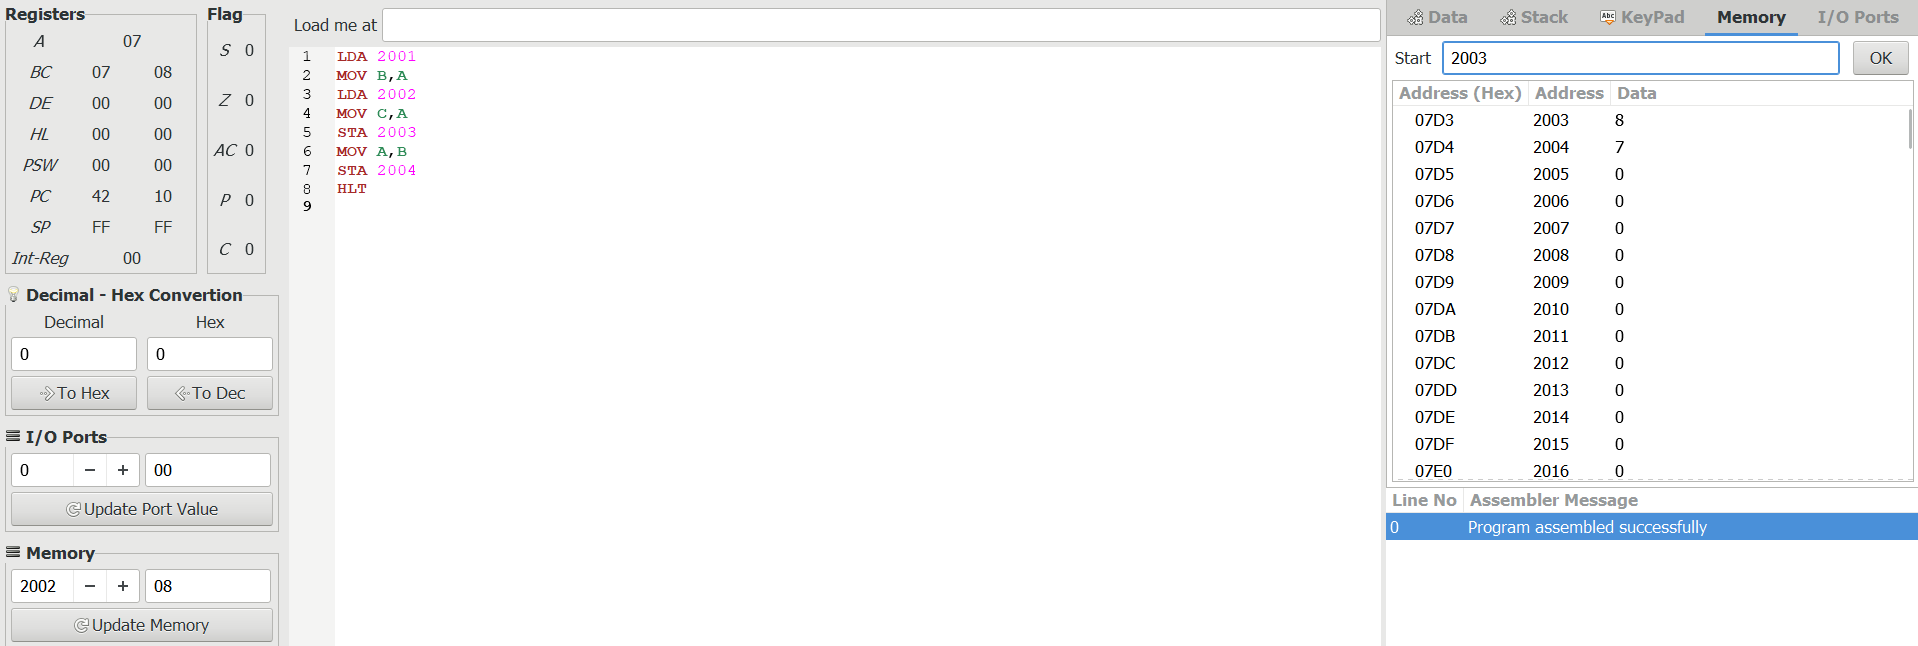 Registers
A 07
BC 07 08
DE 00 00
HL 00 00
PSW 00 00
PC 42 10
SP FF FF
Int-Reg 00
Flag
S 0
Z 0
AC 0
P 0
C 0
Decimal - Hex Convertion
Decimal Hex
0 0
To Hex To Dec
I/O Ports
0 − + 00
Update Port Value
Memory
2002 − + 08
Update Memory
Load me at
1 LDA 2001
2 MOV B,A
3 LDA 2002
4 MOV C,A
5 STA 2003
6 MOV A,B
7 STA 2004
8 HLT
9
Data Stack Abc KeyPad Memory I/O Ports
Start 2003 OK
Address (Hex) Address Data
07D3 2003 8
07D4 2004 7
07D5 2005 0
07D6 2006 0
07D7 2007 0
07D8 2008 0
07D9 2009 0
07DA 2010 0
07DB 2011 0
07DC 2012 0
07DD 2013 0
07DE 2014 0
07DF 2015 0
07E0 2016 0
Line No Assembler Message
0 Program assembled successfully